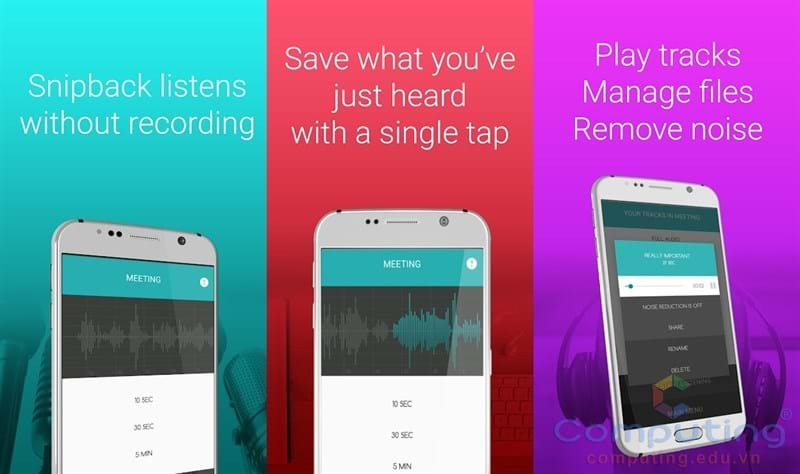 Snipback listens
without recording
MEETING
?
10 SEC
30 SEC
5 MIN
Save what you’ve
just heard
with a single tap
MEETING
?
10 SEC
30 SEC
5 MIN
Play tracks
Manage files
Remove noise
YOUR TRACKS IN MEETING
FULL AUDIO
REALLY IMPORTANT
00:02
NOISE REDUCTION IS OFF
SHARE
RENAME
DELETE
MAIN MENU
Computing®
computing.edu.vn